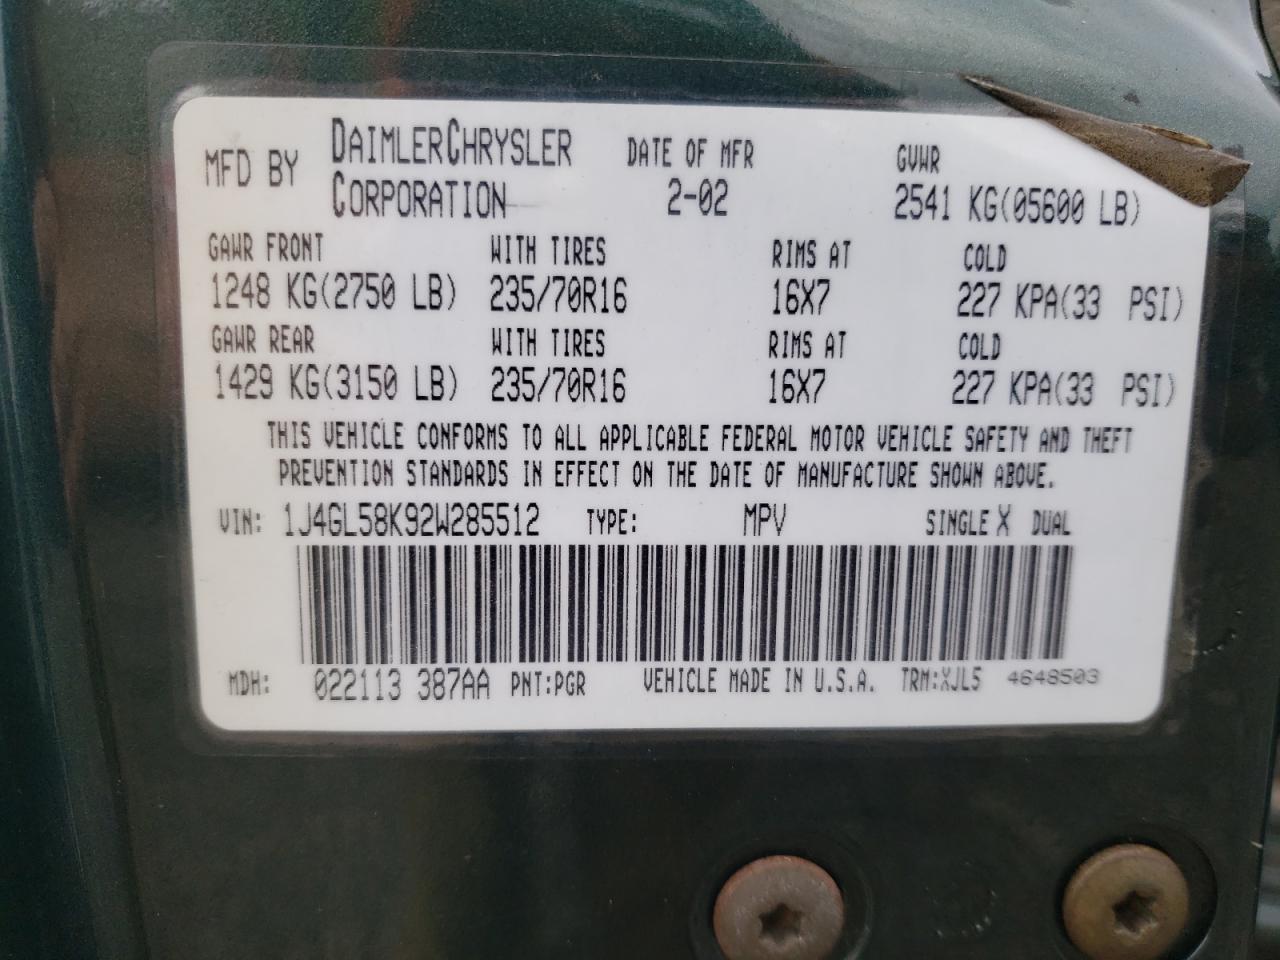 MFD BY DAIMLERCHRYSLER CORPORATION DATE OF MFR 2-02 GVWR 2541 KG(05600 LB)
GAWR FRONT WITH TIRES RIMS AT COLD
1248 KG(2750 LB) 235/70R16 16X7 227 KPA(33 PSI)
GAWR REAR WITH TIRES RIMS AT COLD
1429 KG(3150 LB) 235/70R16 16X7 227 KPA(33 PSI)
THIS VEHICLE CONFORMS TO ALL APPLICABLE FEDERAL MOTOR VEHICLE SAFETY AND THEFT
PREVENTION STANDARDS IN EFFECT ON THE DATE OF MANUFACTURE SHOWN ABOVE.
VIN: 1J4GL58K92W285512 TYPE: MPV SINGLE X DUAL
MDH: 022113 387AA PNT:PGR VEHICLE MADE IN U.S.A. TRM:XJL5 4648503